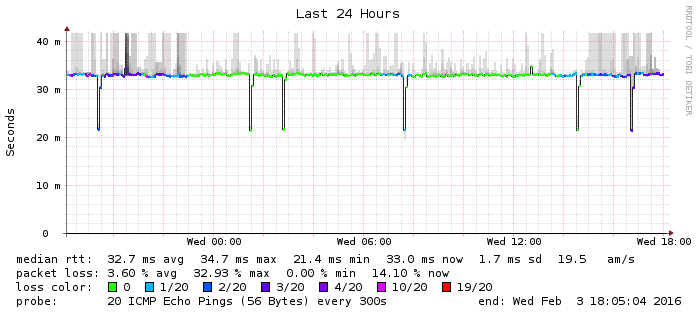 Last 24 Hours
RRDTOOL / TOBI OETIKER
Seconds
40 m
30 m
20 m
10 m
0
Wed 00:00 Wed 06:00 Wed 12:00 Wed 18:00
median rtt: 32.7 ms avg 34.7 ms max 21.4 ms min 33.0 ms now 1.7 ms sd 19.5 am/s
packet loss: 3.60 % avg 32.93 % max 0.00 % min 14.10 % now
loss color: 0 1/20 2/20 3/20 4/20 10/20 19/20
probe: 20 ICMP Echo Pings (56 Bytes) every 300s end: Wed Feb 3 18:05:04 2016